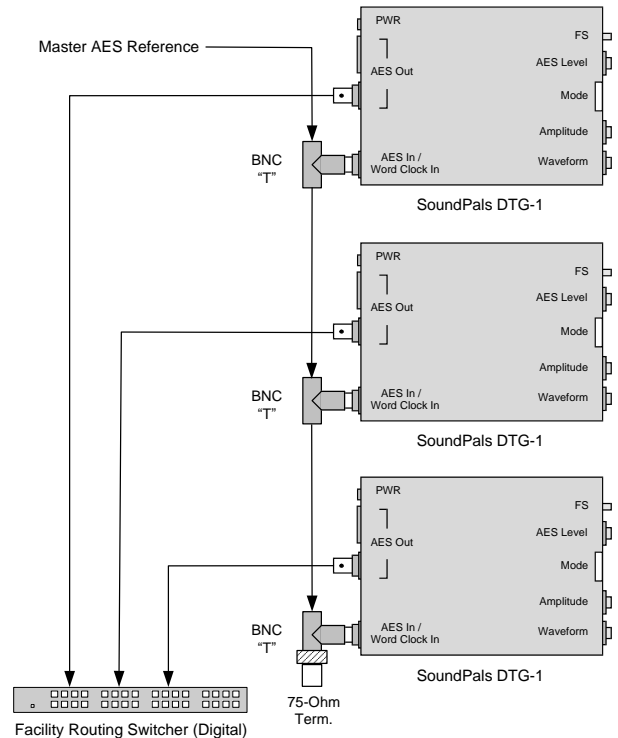 Master AES Reference
PWR
AES Out
FS
AES Level
Mode
Amplitude
Waveform
BNC
“T”
AES In /
Word Clock In
SoundPals DTG-1
PWR
AES Out
FS
AES Level
Mode
Amplitude
Waveform
BNC
“T”
AES In /
Word Clock In
SoundPals DTG-1
PWR
AES Out
FS
AES Level
Mode
Amplitude
Waveform
BNC
“T”
AES In /
Word Clock In
SoundPals DTG-1
75-Ohm
Term.
Facility Routing Switcher (Digital)